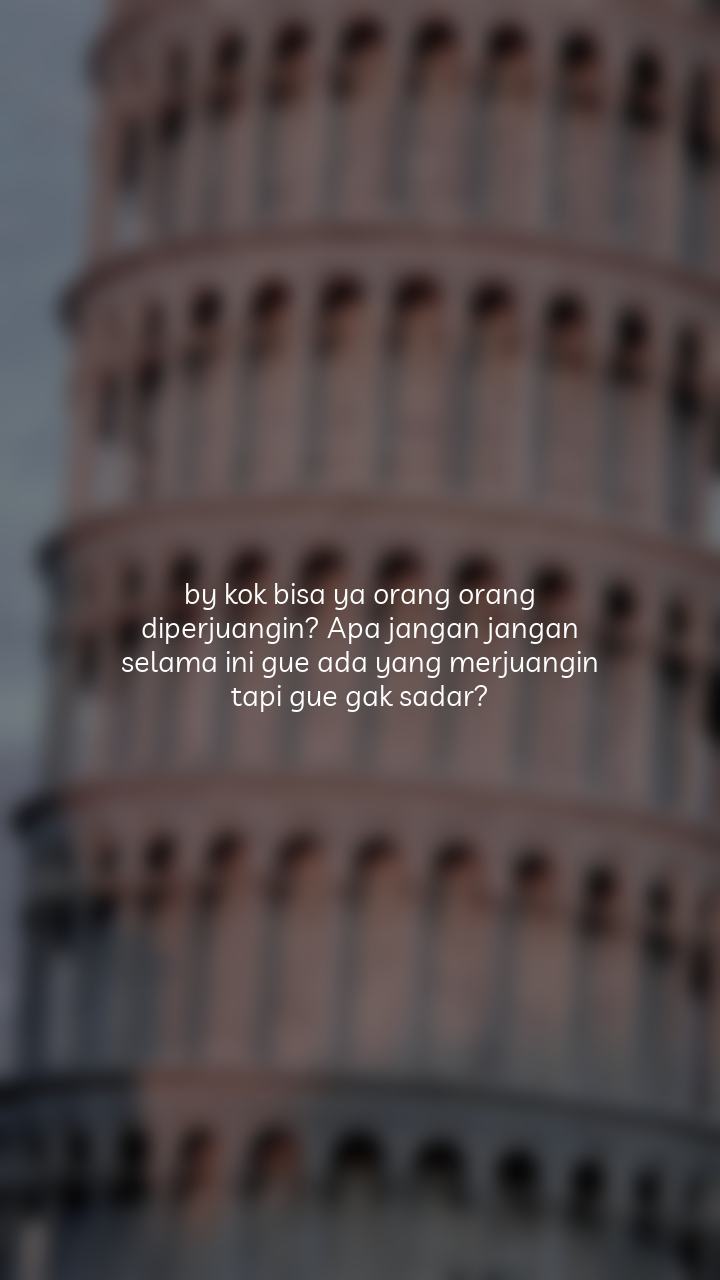 by kok bisa ya orang orang
diperjuangin? Apa jangan jangan
selama ini gue ada yang merjuangin
tapi gue gak sadar?